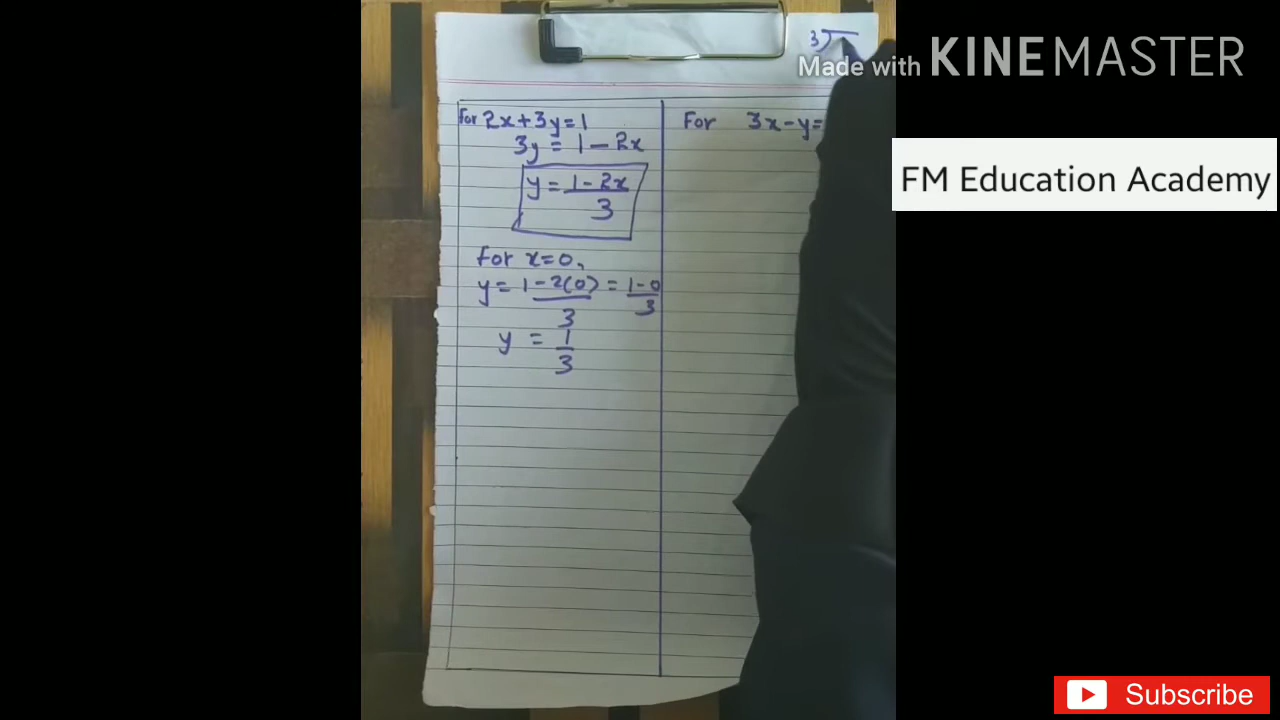 3)
Made with KINEMASTER
FM Education Academy
For 2x+3y=1
3y = 1 - 2x
y = 1-2x
3
For x=0,
y = 1-2(0) = 1-0
3 3
y = 1
3
For 3x-y=
Subscribe